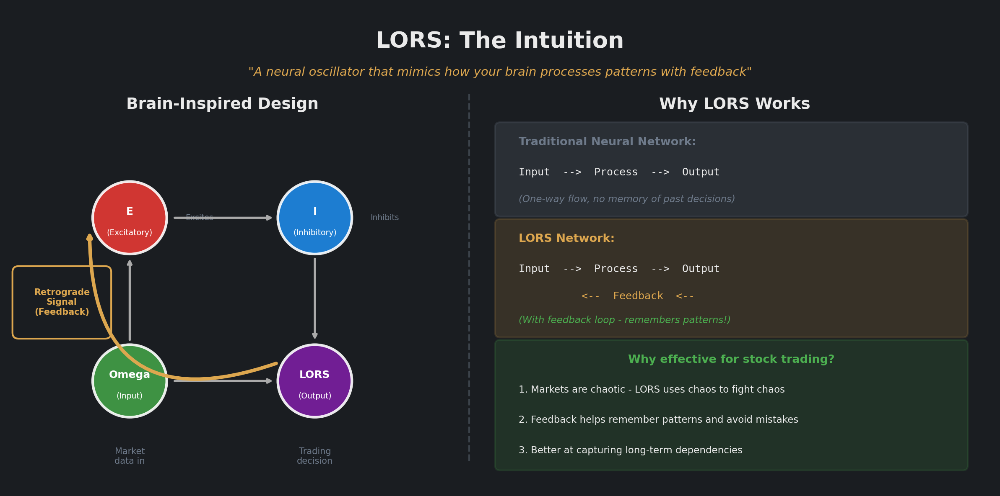 LORS: The Intuition
"A neural oscillator that mimics how your brain processes patterns with feedback"
Brain-Inspired Design
E
(Excitatory)
Excites
I
(Inhibitory)
Inhibits
Retrograde
Signal
(Feedback)
Omega
(Input)
LORS
(Output)
Market
data in
Trading
decision
Why LORS Works
Traditional Neural Network:
Input --> Process --> Output
(One-way flow, no memory of past decisions)
LORS Network:
Input --> Process --> Output
<-- Feedback <--
(With feedback loop - remembers patterns!)
Why effective for stock trading?
1. Markets are chaotic - LORS uses chaos to fight chaos
2. Feedback helps remember patterns and avoid mistakes
3. Better at capturing long-term dependencies